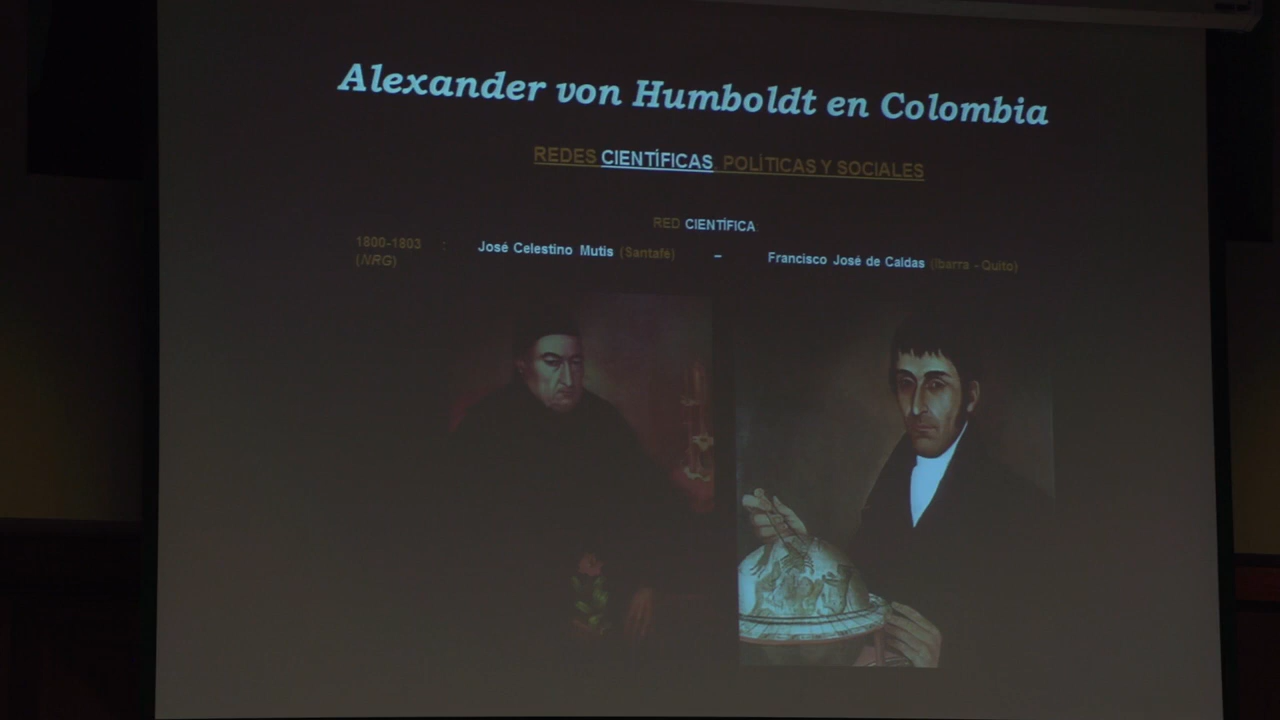 Alexander von Humboldt en Colombia
REDES CIENTÍFICAS, POLÍTICAS Y SOCIALES
RED CIENTÍFICA:
1800-1803 : José Celestino Mutis (Santafé) – Francisco José de Caldas (Ibarra - Quito)
(NRG)